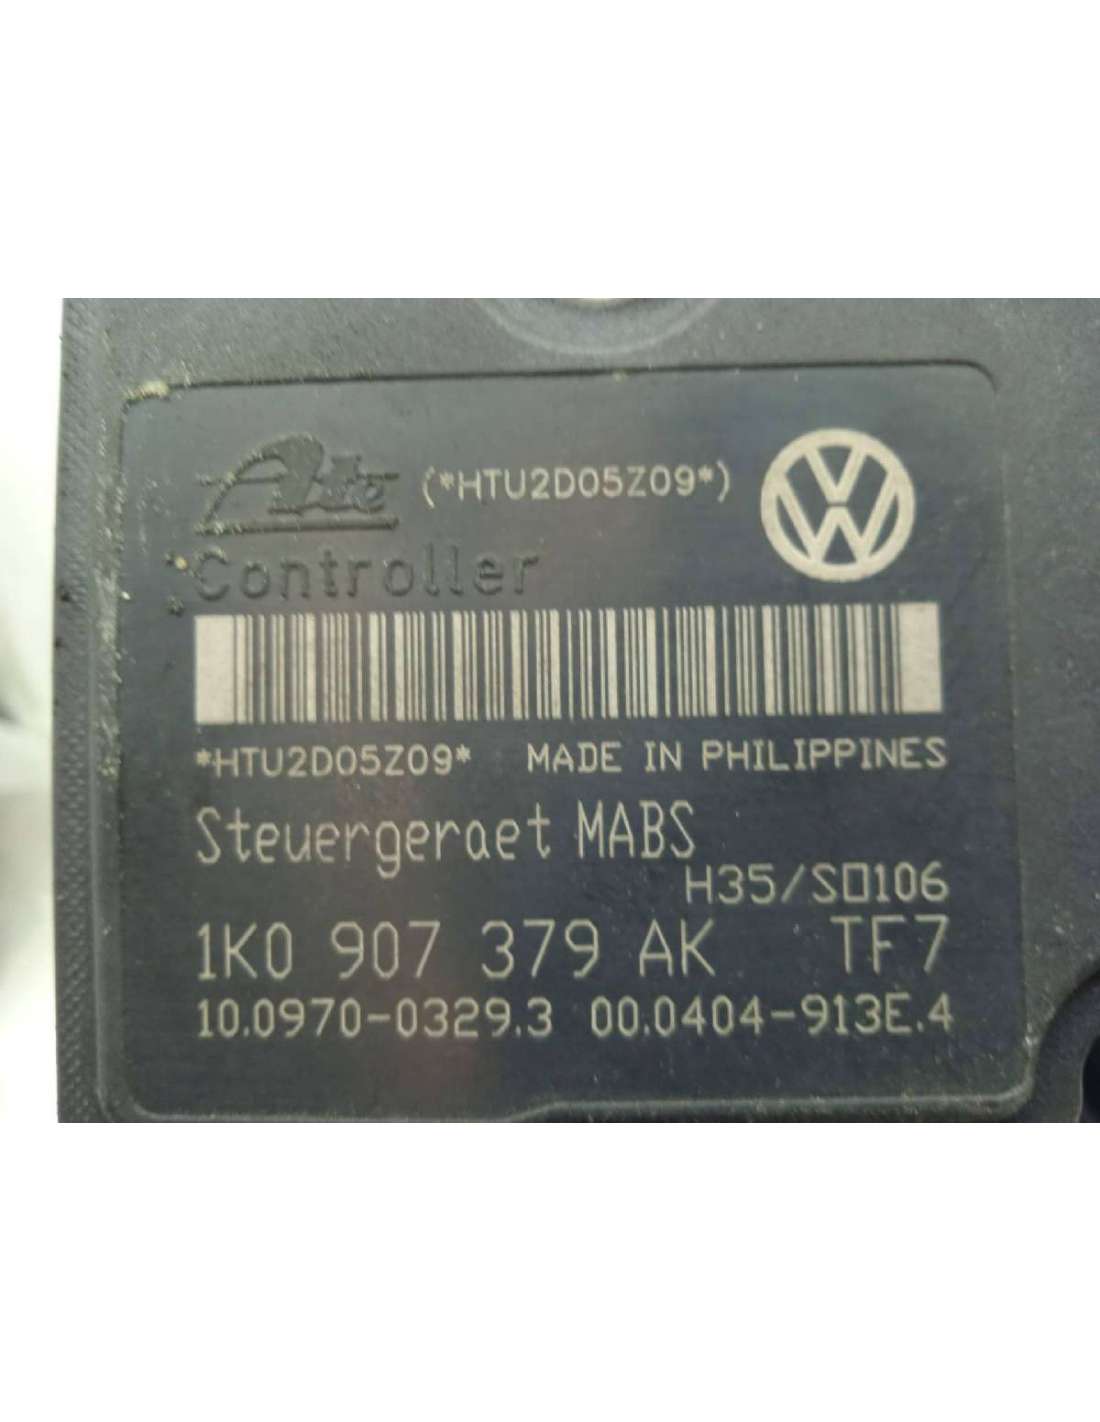 Ate (*HTU2D05Z09*)
Controller
*HTU2D05Z09* MADE IN PHILIPPINES
Steuergeraet MABS
H35/S0106
1K0 907 379 AK TF7
10.0970-0329.3 00.0404-913E.4